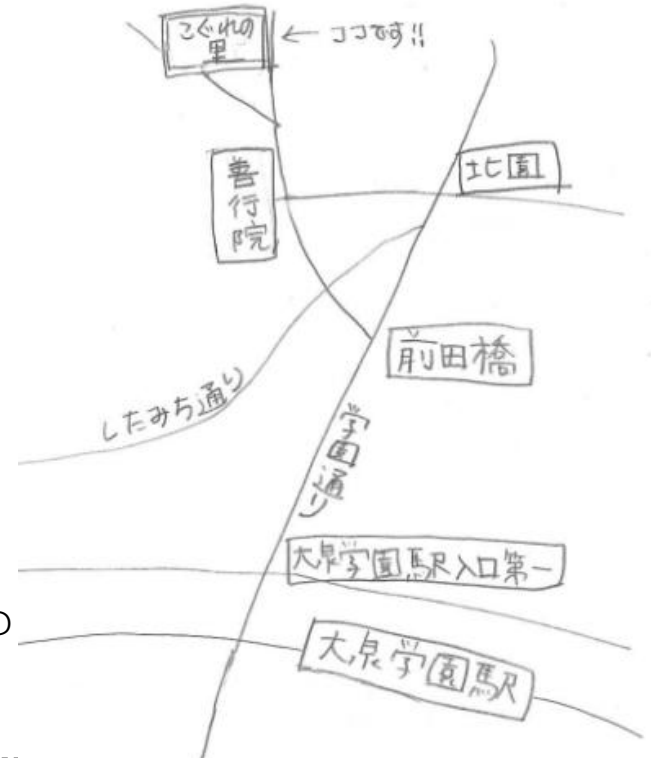 こぐれの
里
← ココです!!
北園
善行院
前田橋
したみち通り
学園通り
大泉学園駅入口第一
大泉学園駅